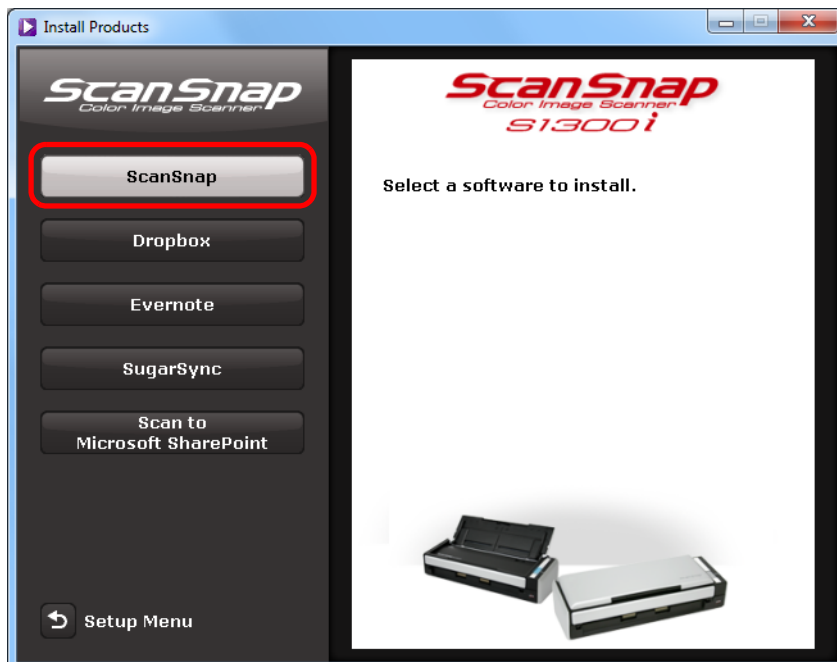 Install Products
ScanSnap
Color Image Scanner
ScanSnap
Dropbox
Evernote
SugarSync
Scan to
Microsoft SharePoint
Setup Menu
ScanSnap
Color Image Scanner
S1300i
Select a software to install.